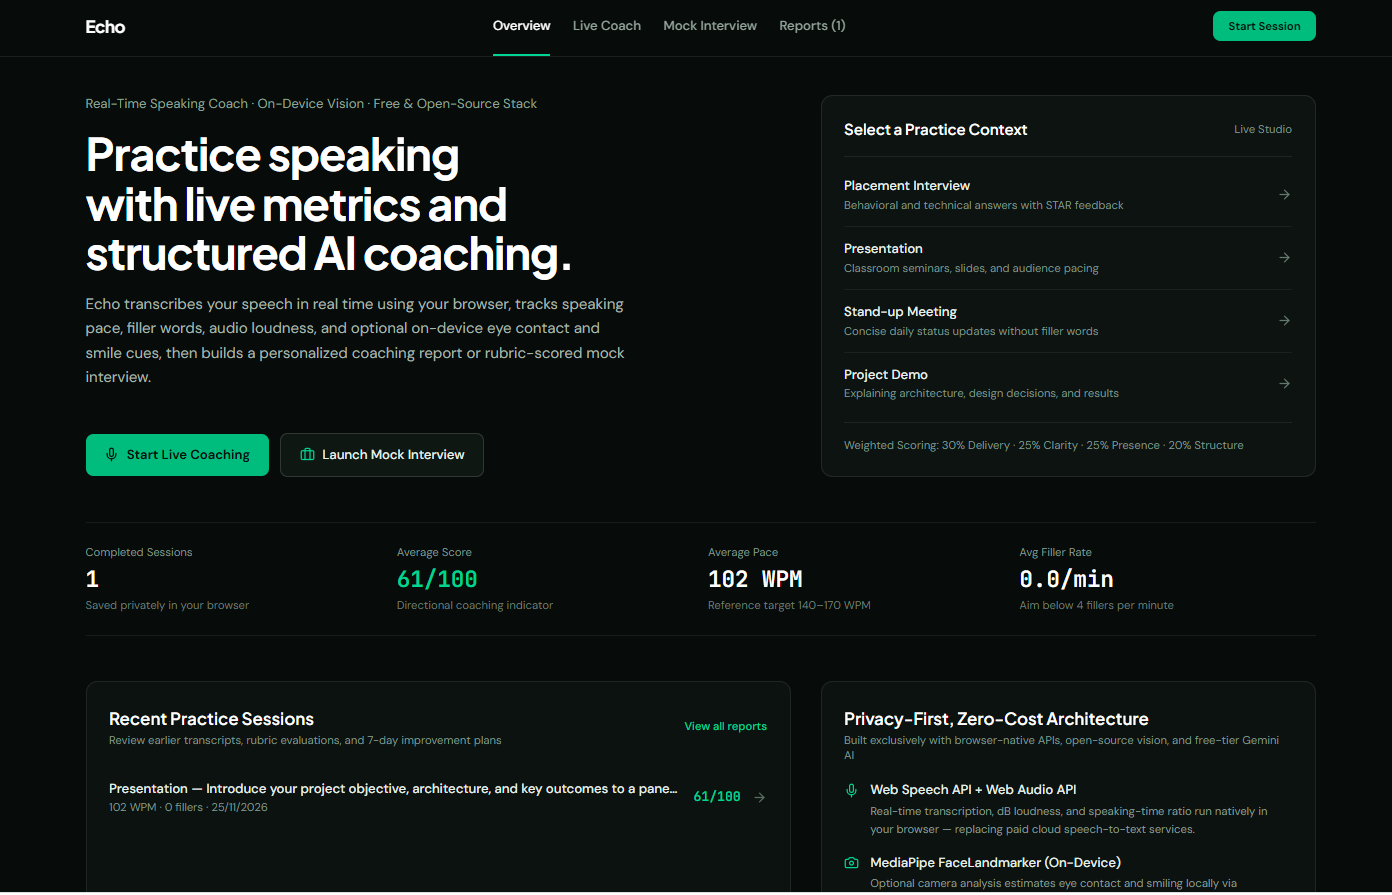 Echo
Overview
Live Coach
Mock Interview
Reports (1)
Start Session
Real-Time Speaking Coach · On-Device Vision · Free & Open-Source Stack
Practice speaking
with live metrics and
structured AI coaching.
Echo transcribes your speech in real time using your browser, tracks speaking
pace, filler words, audio loudness, and optional on-device eye contact and
smile cues, then builds a personalized coaching report or rubric-scored mock
interview.
Start Live Coaching
Launch Mock Interview
Select a Practice Context
Live Studio
Placement Interview
Behavioral and technical answers with STAR feedback
Presentation
Classroom seminars, slides, and audience pacing
Stand-up Meeting
Concise daily status updates without filler words
Project Demo
Explaining architecture, design decisions, and results
Weighted Scoring: 30% Delivery · 25% Clarity · 25% Presence · 20% Structure
Completed Sessions
1
Saved privately in your browser
Average Score
61/100
Directional coaching indicator
Average Pace
102 WPM
Reference target 140–170 WPM
Avg Filler Rate
0.0/min
Aim below 4 fillers per minute
Recent Practice Sessions
Review earlier transcripts, rubric evaluations, and 7-day improvement plans
View all reports
Presentation — Introduce your project objective, architecture, and key outcomes to a pane...
102 WPM · 0 fillers · 25/11/2026
61/100
Privacy-First, Zero-Cost Architecture
Built exclusively with browser-native APIs, open-source vision, and free-tier Gemini
AI
Web Speech API + Web Audio API
Real-time transcription, dB loudness, and speaking-time ratio run natively in
your browser — replacing paid cloud speech-to-text services.
MediaPipe FaceLandmarker (On-Device)
Optional camera analysis estimates eye contact and smiling locally via